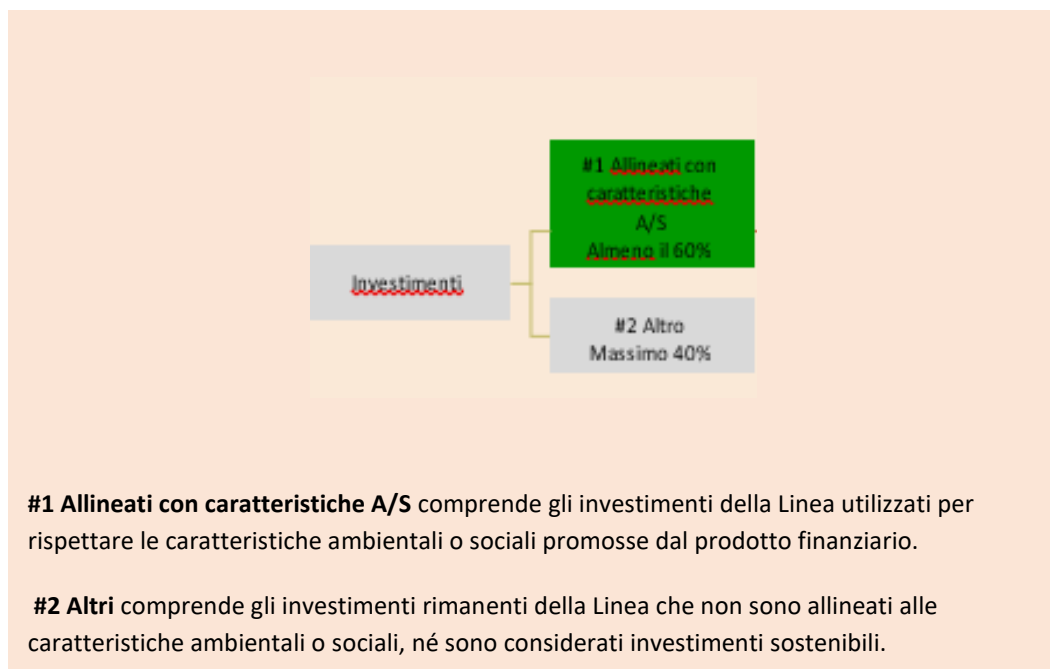 #1 Allineati con
caratteristiche
A/S
Almeno il 60%
Investimenti
#2 Altro
Massimo 40%
#1 Allineati con caratteristiche A/S comprende gli investimenti della Linea utilizzati per
rispettare le caratteristiche ambientali o sociali promosse dal prodotto finanziario.
#2 Altri comprende gli investimenti rimanenti della Linea che non sono allineati alle
caratteristiche ambientali o sociali, né sono considerati investimenti sostenibili.